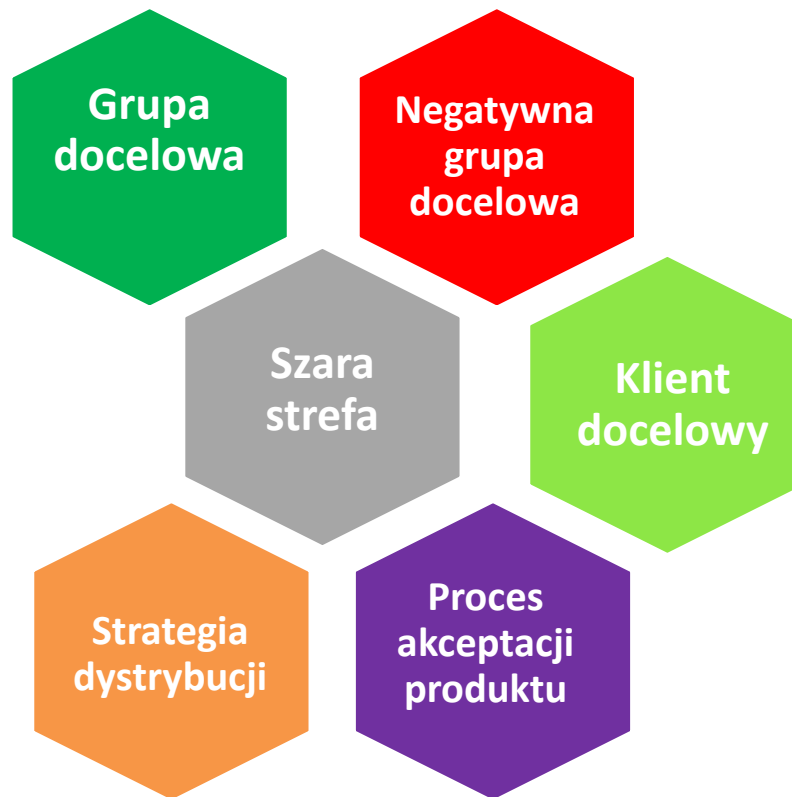 Grupa
docelowa
Negatywna
grupa
docelowa
Szara
strefa
Klient
docelowy
Strategia
dystrybucji
Proces
akceptacji
produktu